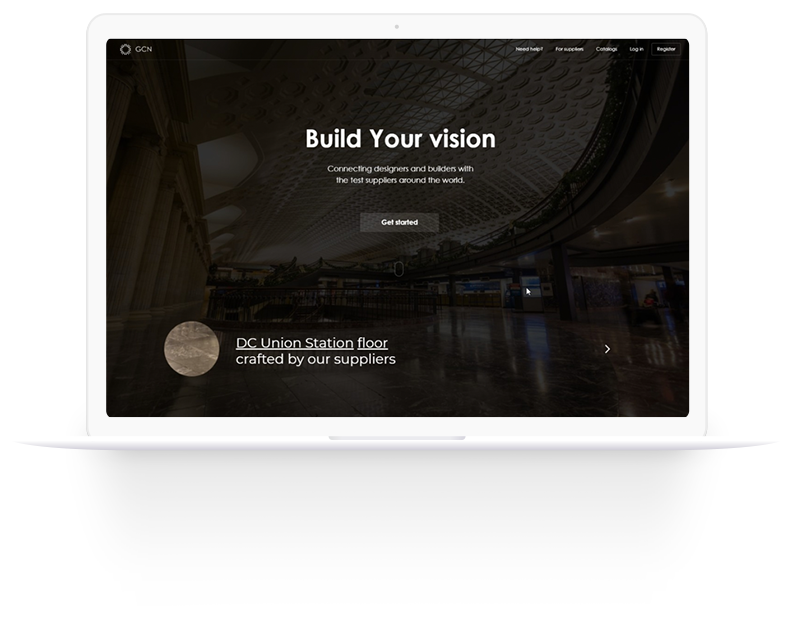 GCN
Need help? For suppliers Catalogs Log in Register
Build Your vision
Connecting designers and builders with
the test suppliers around the world.
Get started
DC Union Station floor
crafted by our suppliers